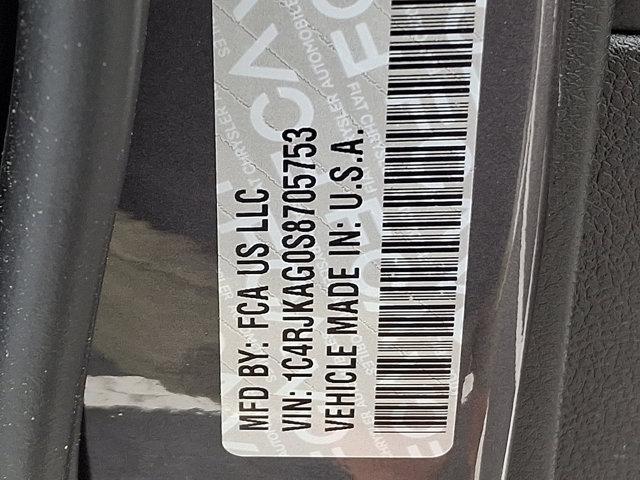 MFD BY: FCA US LLC
VIN: 1C4RJKAG0S8705753
VEHICLE MADE IN: U.S.A.